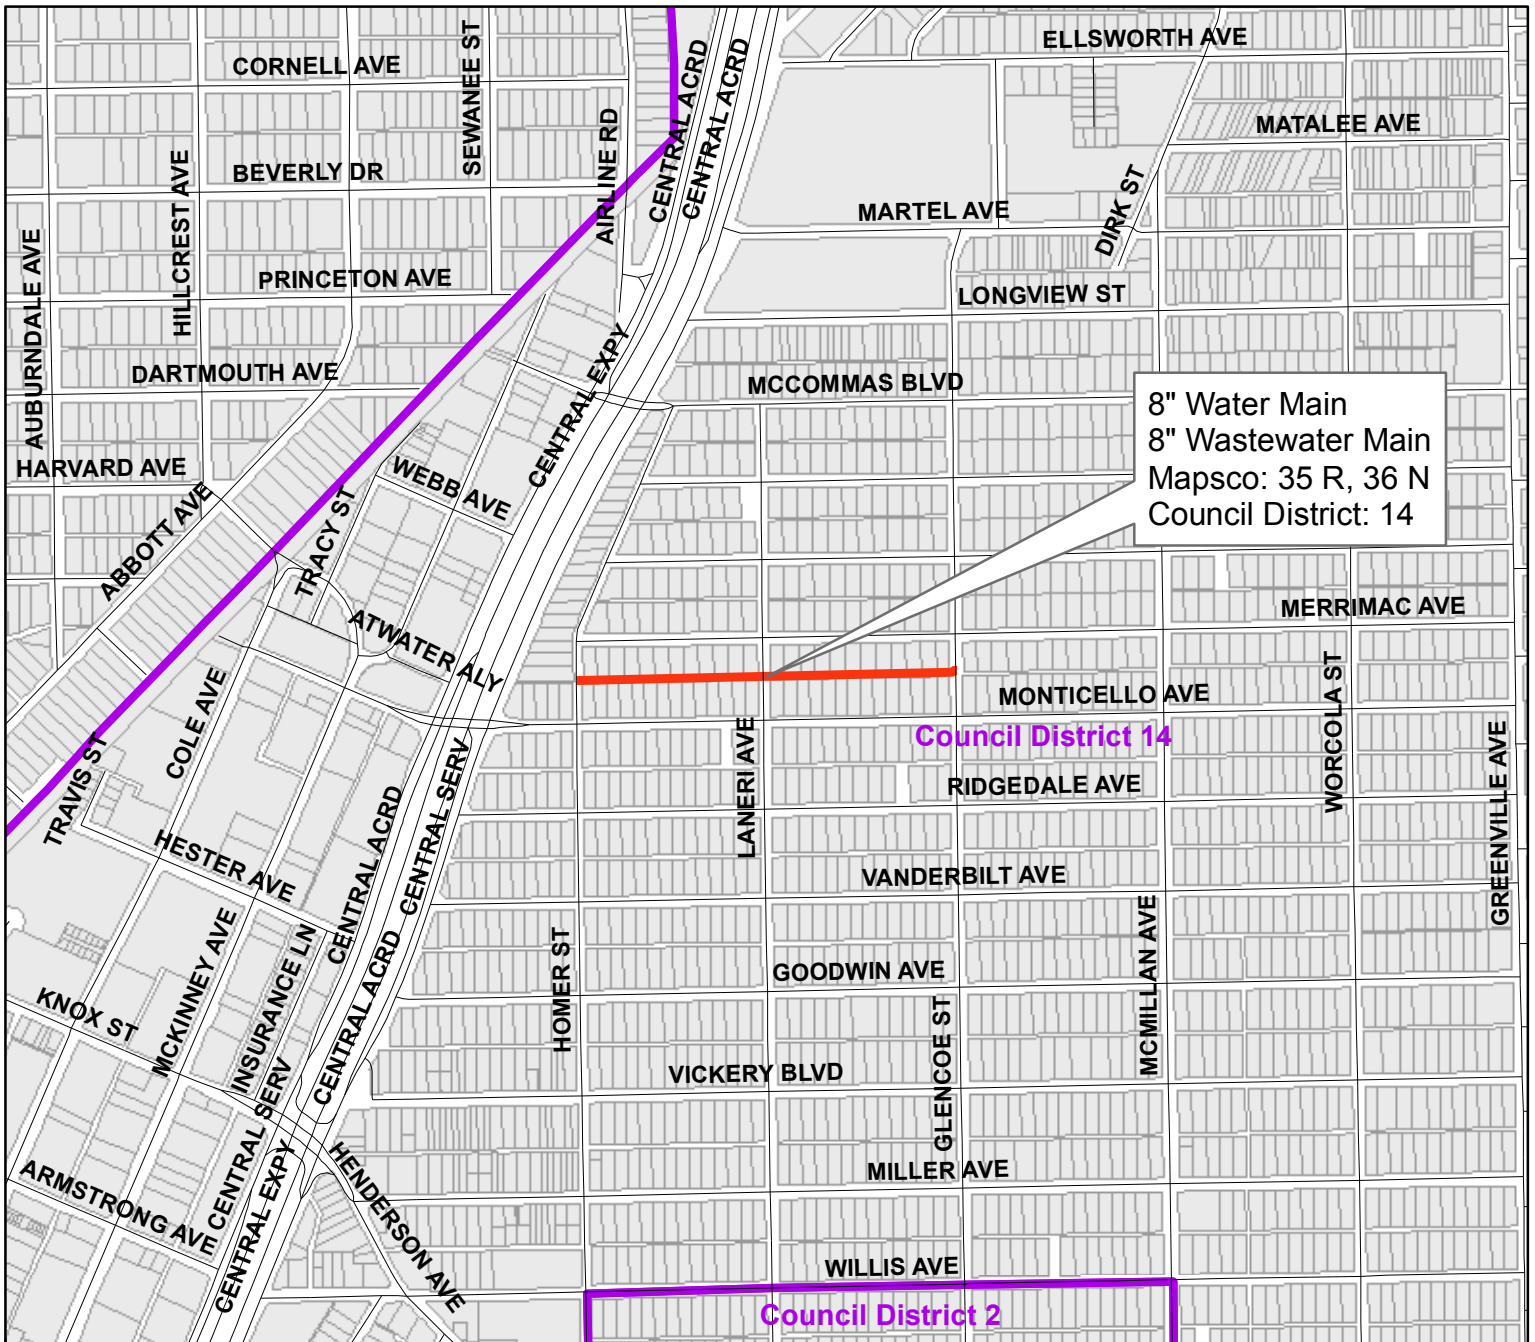 ELLSWORTH AVE
CORNELL AVE
SEWANEE ST
CENTRAL ACRD
CENTRAL ACRD
MATALEE AVE
AIRLINE RD
BEVERLY DR
HILLCREST AVE
MARTEL AVE
DIRK ST
AUBURNDALE AVE
PRINCETON AVE
LONGVIEW ST
DARTMOUTH AVE
CENTRAL EXPY
MCCOMMAS BLVD
8" Water Main
8" Wastewater Main
Mapsco: 35 R, 36 N
Council District: 14
HARVARD AVE
WEBB AVE
ABBOTT AVE
TRACY ST
ATWATER ALY
MERRIMAC AVE
COLE AVE
MONTICELLO AVE
WORCOLA ST
Council District 14
TRAVIS ST
LANERI AVE
RIDGEDALE AVE
GREENVILLE AVE
CENTRAL SERV
CENTRAL ACRD
HESTER AVE
VANDERBILT AVE
MCKINNEY AVE
INSURANCE LN
HOMER ST
GOODWIN AVE
MCMILLAN AVE
KNOX ST
CENTRAL ACRD
GLENCOE ST
VICKERY BLVD
CENTRAL SERV
HENDERSON AVE
MILLER AVE
ARMSTRONG AVE
CENTRAL EXPY
WILLIS AVE
Council District 2